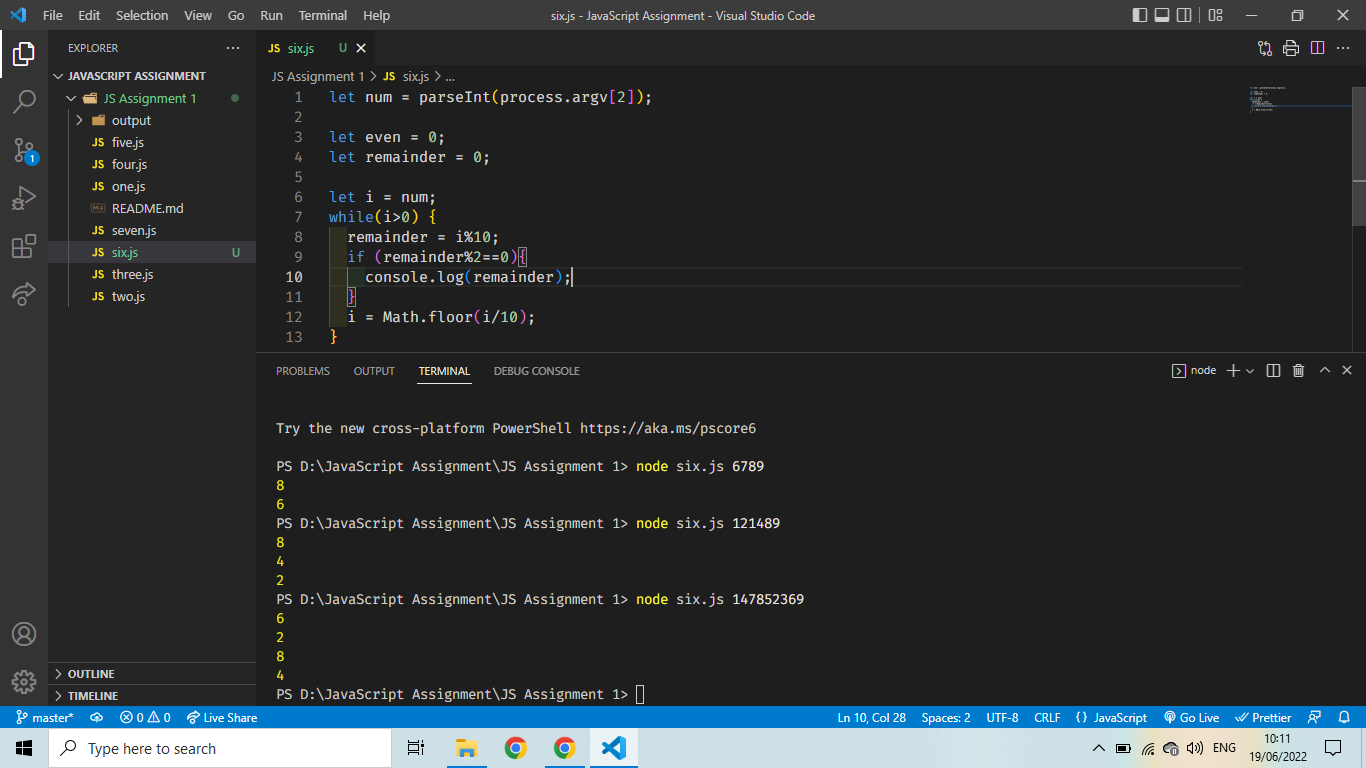 File Edit Selection View Go Run Terminal Help
six.js - JavaScript Assignment - Visual Studio Code
EXPLORER
JAVASCRIPT ASSIGNMENT
JS Assignment 1
output
JS five.js
JS four.js
JS one.js
README.md
JS seven.js
JS six.js U
JS three.js
JS two.js
OUTLINE
TIMELINE
1
JS six.js U
JS Assignment 1 > JS six.js > ...
1 let num = parseInt(process.argv[2]);
2
3 let even = 0;
4 let remainder = 0;
5
6 let i = num;
7 while(i>0) {
8 remainder = i%10;
9 if (remainder%2==0){
10 console.log(remainder);
11 }
12 i = Math.floor(i/10);
13 }
PROBLEMS OUTPUT TERMINAL DEBUG CONSOLE
node
Try the new cross-platform PowerShell https://aka.ms/pscore6
PS D:\JavaScript Assignment\JS Assignment 1> node six.js 6789
8
6
PS D:\JavaScript Assignment\JS Assignment 1> node six.js 121489
8
4
2
PS D:\JavaScript Assignment\JS Assignment 1> node six.js 147852369
6
2
8
4
PS D:\JavaScript Assignment\JS Assignment 1>
master* 0 0 Live Share
Ln 10, Col 28 Spaces: 2 UTF-8 CRLF {} JavaScript Go Live Prettier
Type here to search
ENG
10:11
19/06/2022